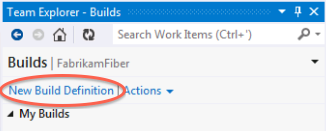 Team Explorer - Builds
Search Work Items (Ctrl+')
Builds | FabrikamFiber
New Build Definition | Actions
My Builds